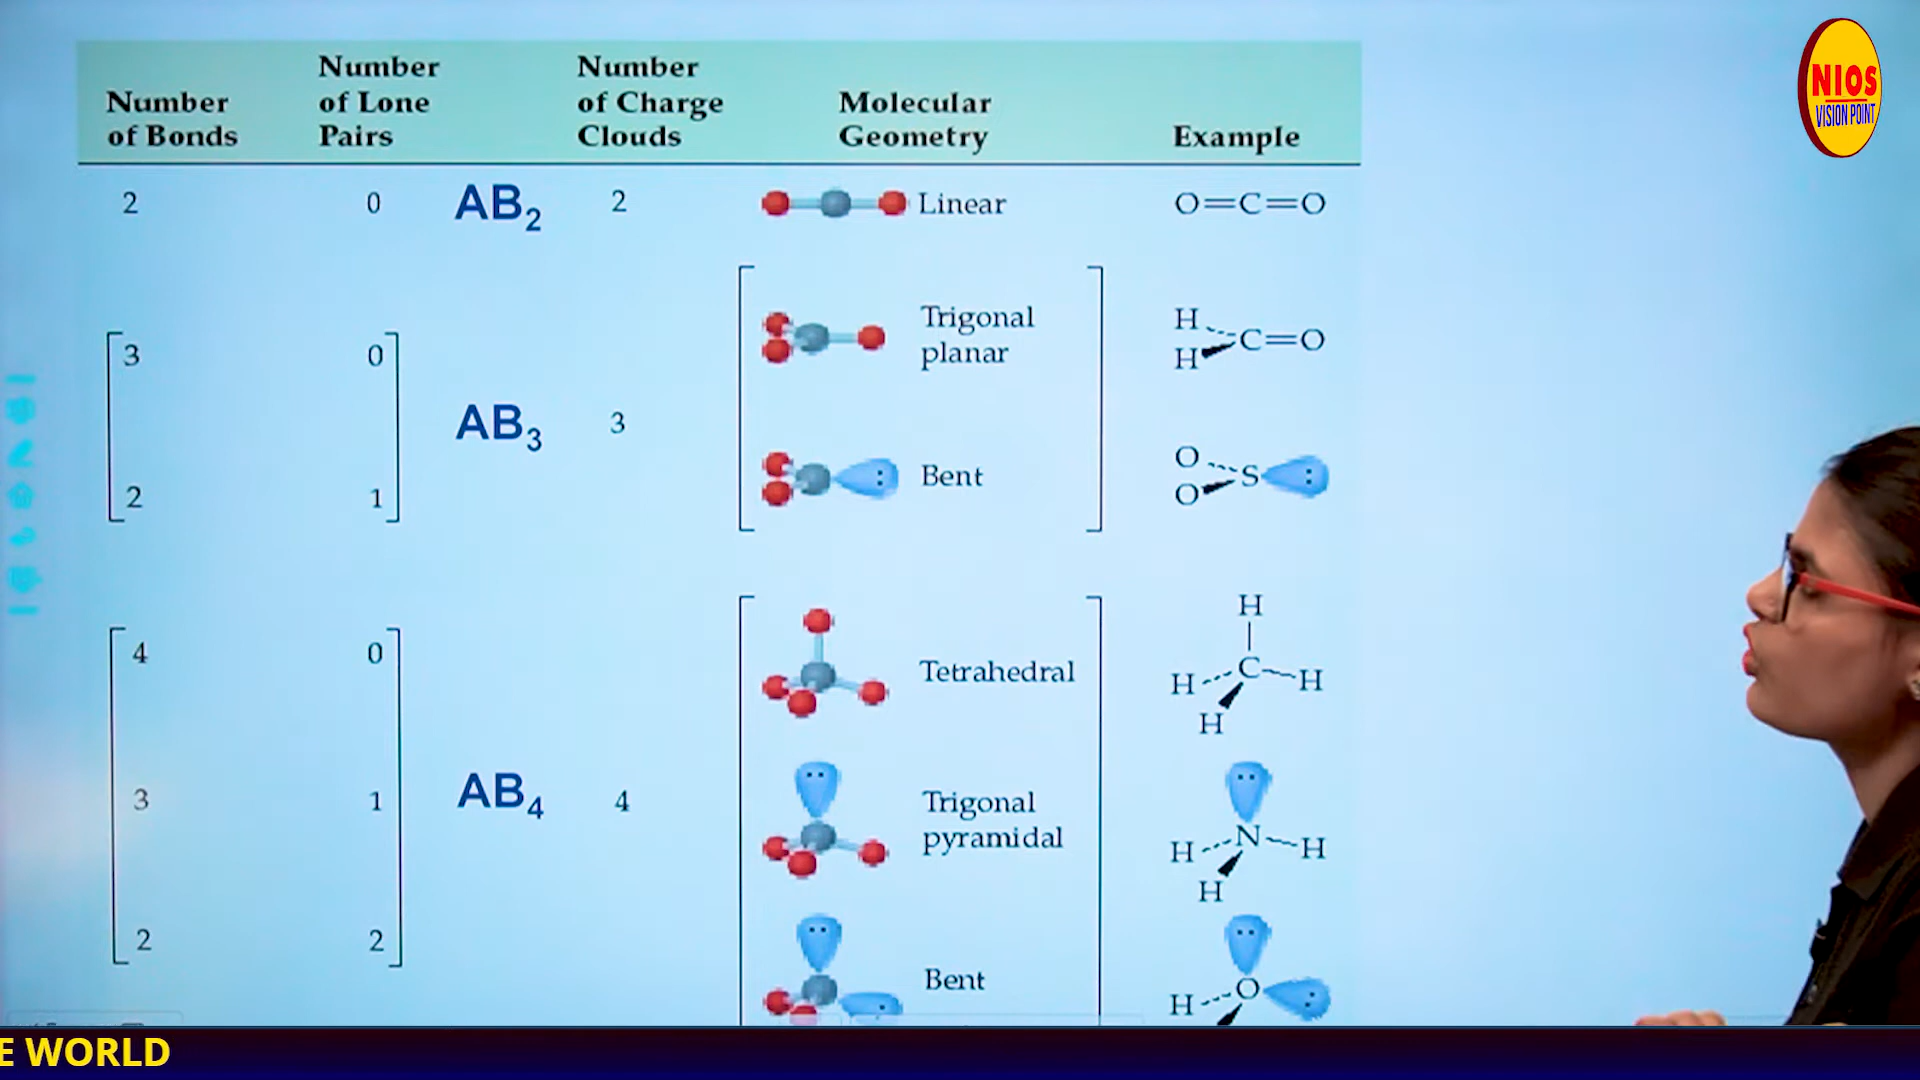 Number of Bonds
Number of Lone Pairs
Number of Charge Clouds
Molecular Geometry
Example
2 0 AB2 2 Linear O=C=O
3 0 Trigonal planar H H C=O
AB3 3
2 1 Bent O O S :
4 0 Tetrahedral H H C H H
3 1 AB4 4 Trigonal pyramidal H N H H
2 2 Bent H O :
NIOS
VISION POINT
E WORLD